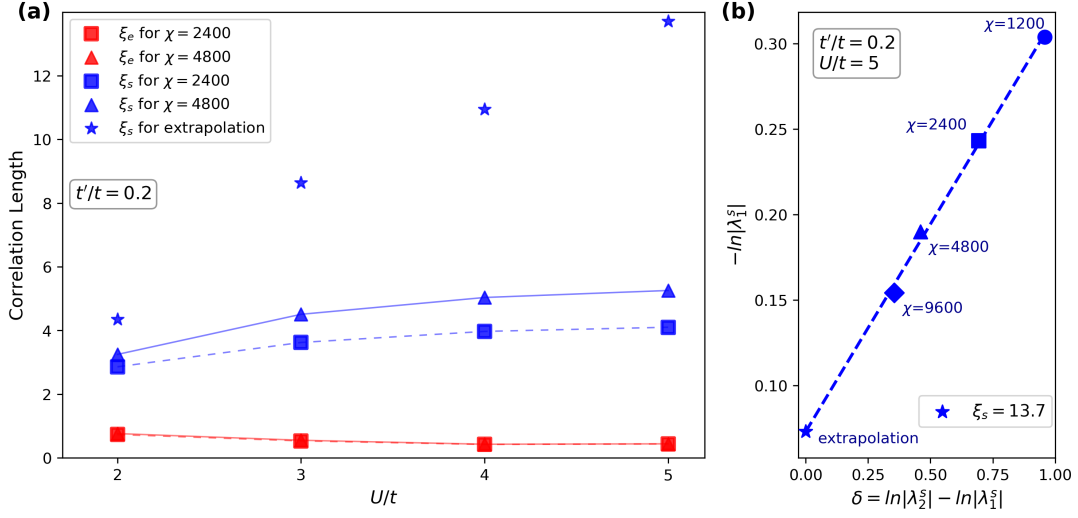 (a)
ξₑ for χ = 2400
ξₑ for χ = 4800
ξₛ for χ = 2400
ξₛ for χ = 4800
ξₛ for extrapolation
t′/t = 0.2
Correlation Length
0
2
4
6
8
10
12
2
3
4
5
U/t
(b)
t′/t = 0.2
U/t = 5
χ=1200
χ=2400
χ=4800
χ=9600
extrapolation
ξₛ = 13.7
−ln|λ₁ˢ|
0.30
0.25
0.20
0.15
0.10
0.00
0.25
0.50
0.75
1.00
δ = ln|λ₂ˢ| − ln|λ₁ˢ|